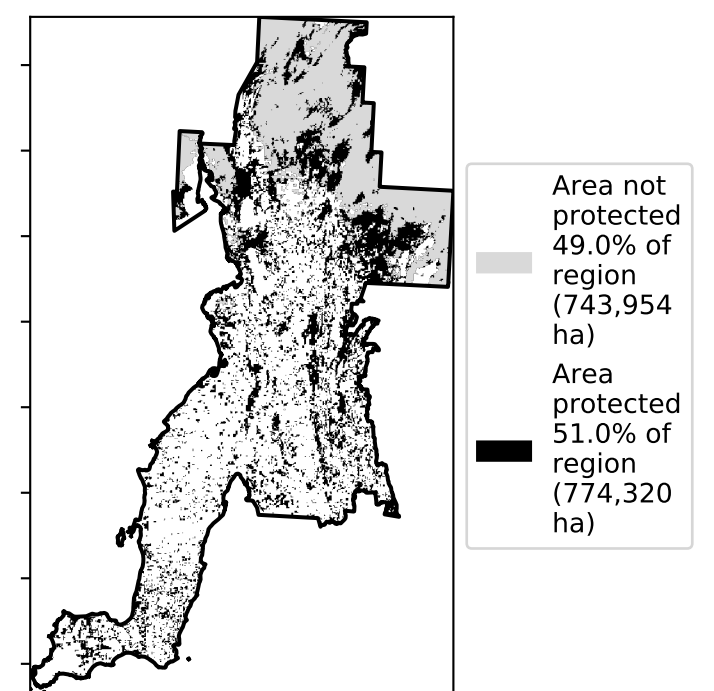 Area not
protected
49.0% of
region
(743,954
ha)
Area
protected
51.0% of
region
(774,320
ha)